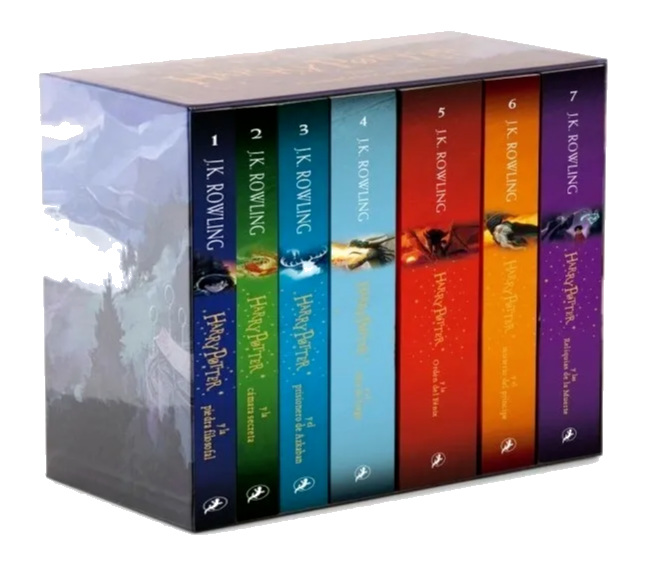 HARRY POTTER
1
J.K. ROWLING
HARRY POTTER
y la
piedra filosofal
2
J.K. ROWLING
HARRY POTTER
y la
cámara secreta
3
J.K. ROWLING
HARRY POTTER
y el
prisionero de Azkaban
4
J.K. ROWLING
HARRY POTTER
5
J.K. ROWLING
HARRY POTTER
y la
Orden del Fénix
6
J.K. ROWLING
HARRY POTTER
y el
misterio del príncipe
7
J.K. ROWLING
HARRY POTTER
y las
Reliquias de la Muerte